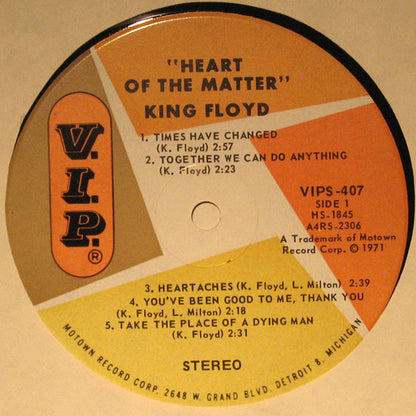 "HEART
OF THE MATTER"
KING FLOYD
1. TIMES HAVE CHANGED
(K. Floyd) 2:57
2. TOGETHER WE CAN DO ANYTHING
(K. Floyd) 2:23
V.I.P.®
VIPS-407
SIDE 1
HS-1845
A4RS-2306
A Trademark of Motown
Record Corp. © 1971
3. HEARTACHES (K. Floyd, L. Milton) 2:39
4. YOU'VE BEEN GOOD TO ME, THANK YOU
(K. Floyd, L. Milton) 2:18
5. TAKE THE PLACE OF A DYING MAN
(K. Floyd) 2:31
STEREO
MOTOWN RECORD CORP. 2648 W. GRAND BLVD. DETROIT 8, MICHIGAN